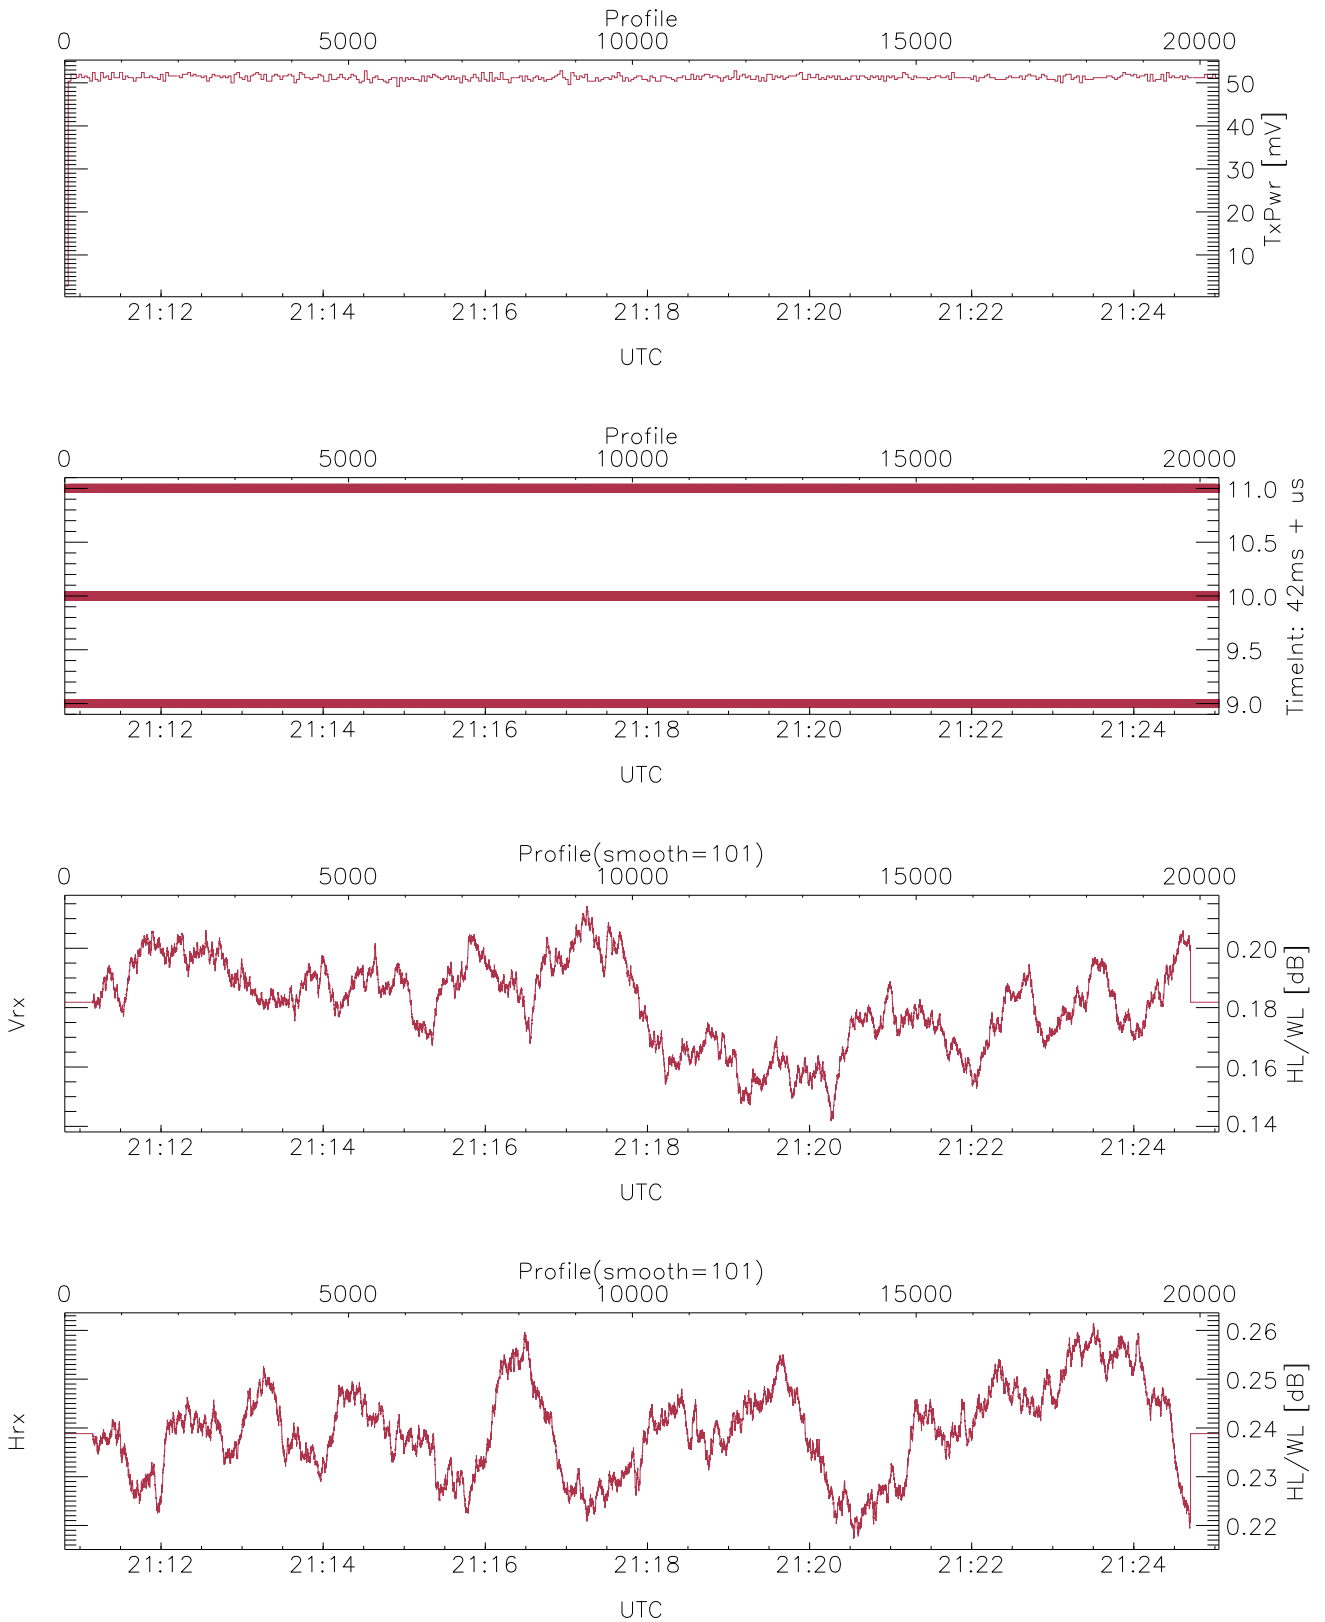 Profile
0 5000 10000 15000 20000
50
40
30
20
10
TxPwr [mV]
21:12 21:14 21:16 21:18 21:20 21:22 21:24
UTC
Profile
0 5000 10000 15000 20000
11.0
10.5
10.0
9.5
9.0
TimeInt: 42ms + us
21:12 21:14 21:16 21:18 21:20 21:22 21:24
UTC
Profile(smooth=101)
0 5000 10000 15000 20000
Vrx
0.20
0.18
0.16
0.14
HL/WL [dB]
21:12 21:14 21:16 21:18 21:20 21:22 21:24
UTC
Profile(smooth=101)
0 5000 10000 15000 20000
Hrx
0.26
0.25
0.24
0.23
0.22
HL/WL [dB]
21:12 21:14 21:16 21:18 21:20 21:22 21:24
UTC